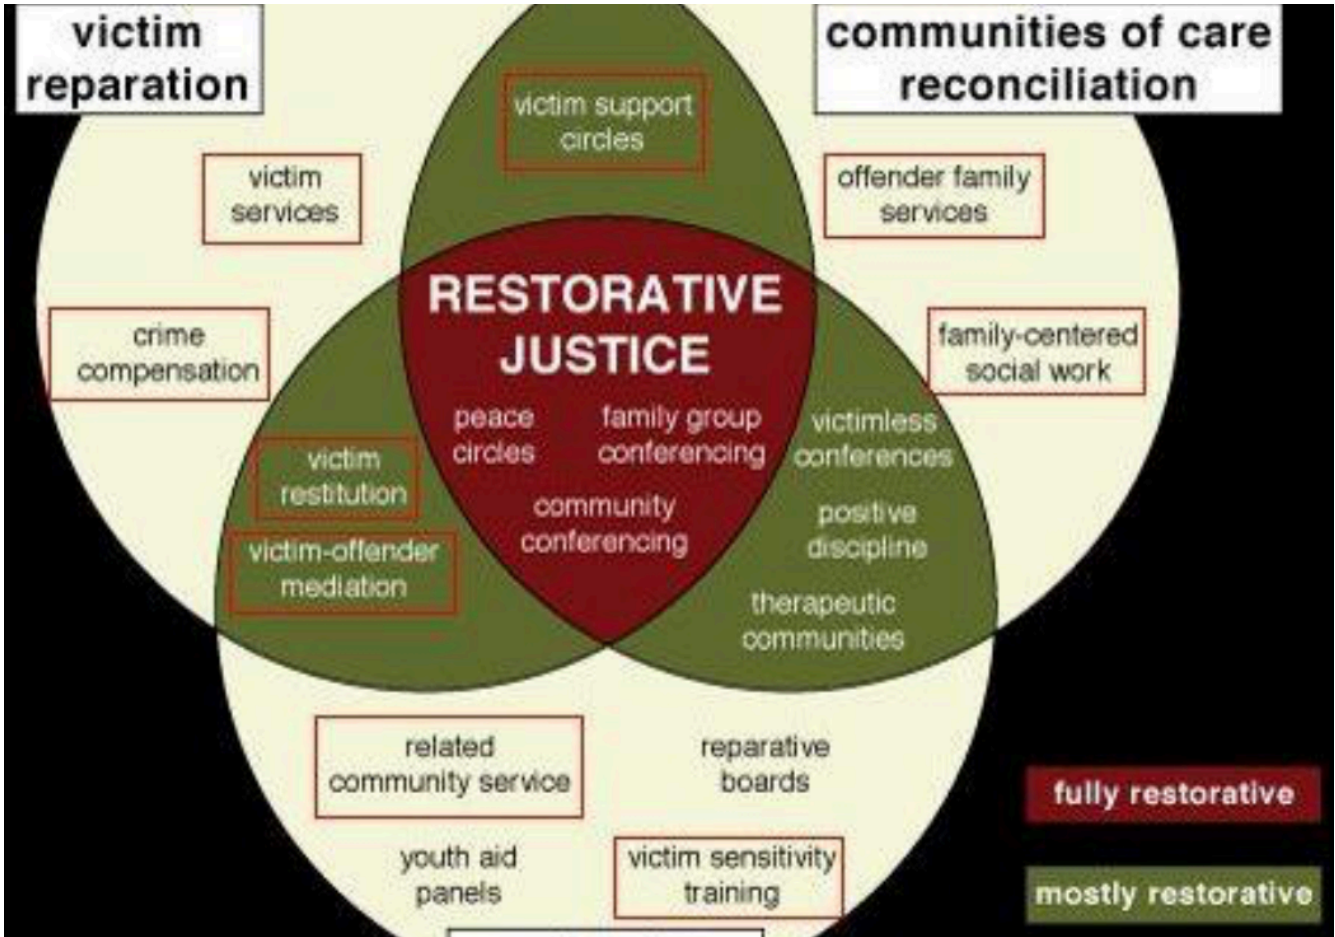 victim
reparation
communities of care
reconciliation
victim support
circles
victim
services
offender family
services
crime
compensation
RESTORATIVE
JUSTICE
family-centered
social work
peace
circles
family group
conferencing
victimless
conferences
victim
restitution
community
conferencing
positive
discipline
victim-offender
mediation
therapeutic
communities
related
community service
reparative
boards
youth aid
panels
victim sensitivity
training
fully restorative
mostly restorative